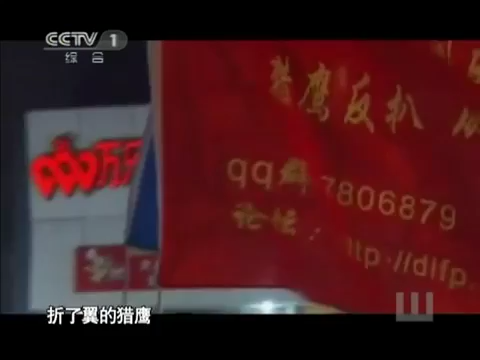 CCTV 1
综合
猎鹰反扒
qq群 7806879
论坛：http://dlfp.
折了翼的猎鹰